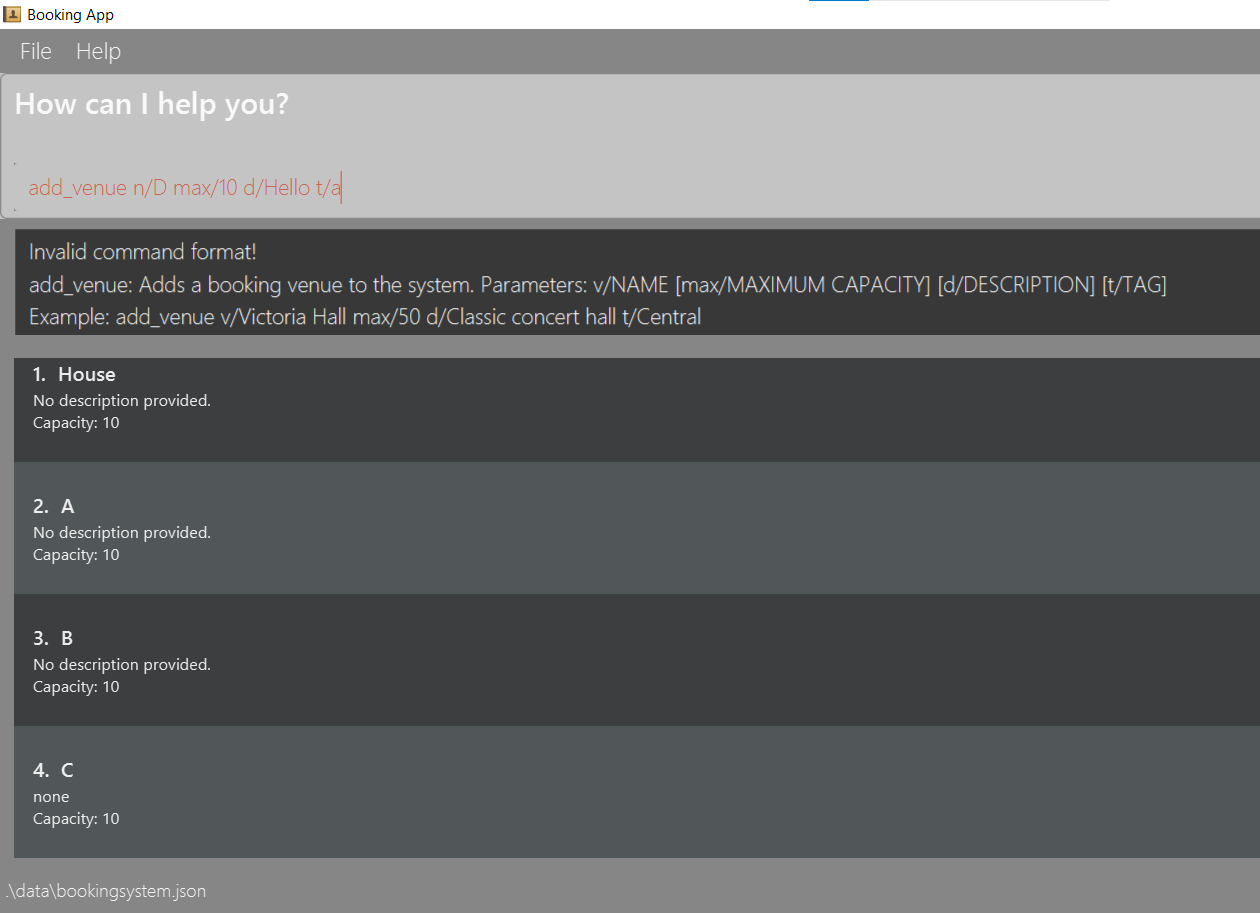 Booking App
File Help
How can I help you?
add_venue n/D max/10 d/Hello t/a
Invalid command format!
add_venue: Adds a booking venue to the system. Parameters: v/NAME [max/MAXIMUM CAPACITY] [d/DESCRIPTION] [t/TAG]
Example: add_venue v/Victoria Hall max/50 d/Classic concert hall t/Central
1. House
No description provided.
Capacity: 10
2. A
No description provided.
Capacity: 10
3. B
No description provided.
Capacity: 10
4. C
none
Capacity: 10
.\data\bookingsystem.json